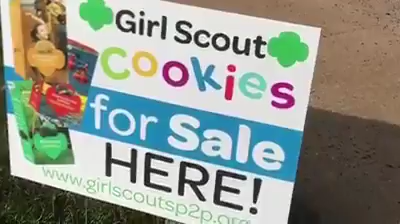 Girl Scout
cookies
for Sale
HERE!
www.girlscoutsp2p.org